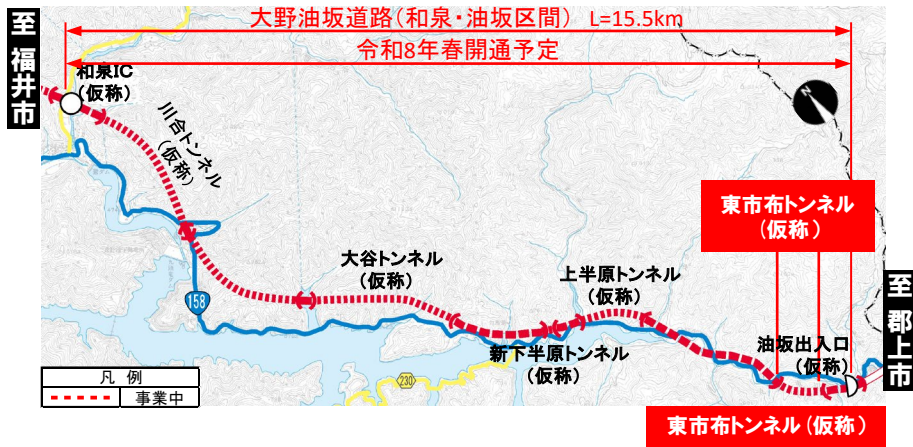 大野油坂道路(和泉・油坂区間) L=15.5km
令和8年春開通予定
至 福井市
和泉IC
(仮称)
川合トンネル
(仮称)
N
東市布トンネル
(仮称)
大谷トンネル
(仮称)
上半原トンネル
(仮称)
158
至 郡上市
新下半原トンネル
(仮称)
油坂出入口
(仮称)
230
凡 例
事業中
東市布トンネル(仮称)